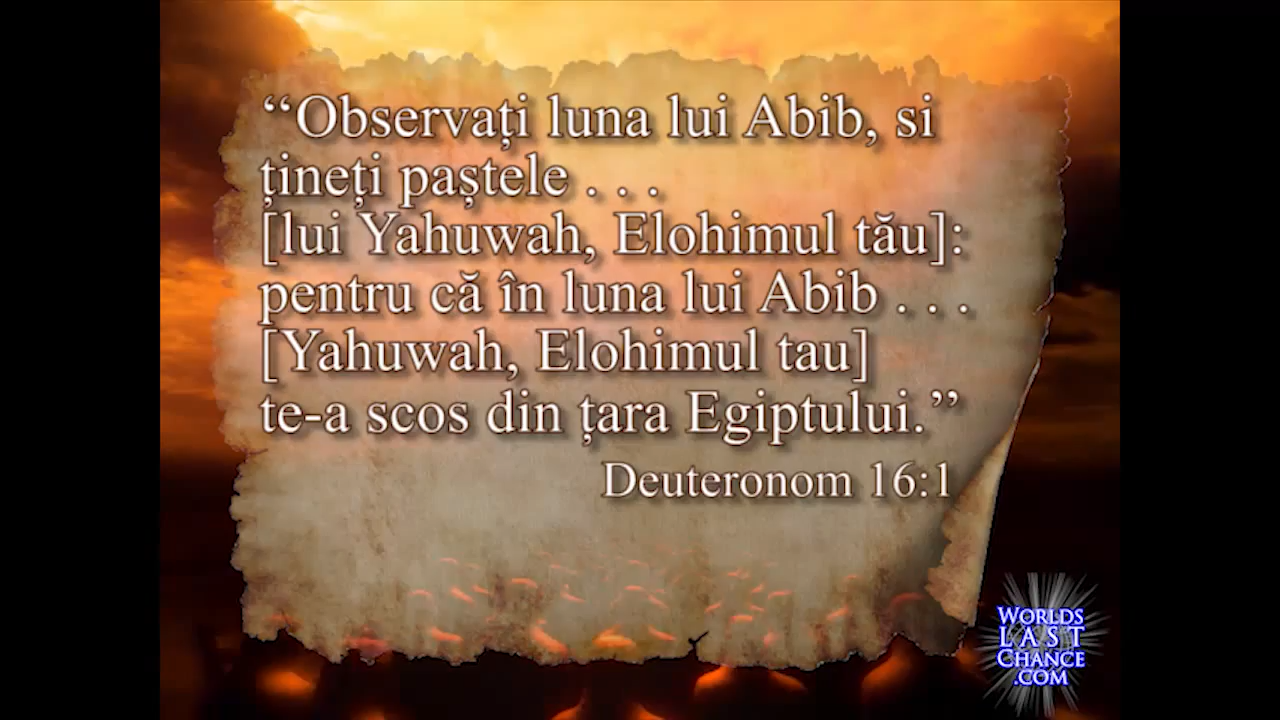 “Observați luna lui Abib, si
țineți paștele . . .
[lui Yahuwah, Elohimul tău]:
pentru că în luna lui Abib . . .
[Yahuwah, Elohimul tau]
te-a scos din țara Egiptului.”
Deuteronom 16:1
WORLDS
LAST
CHANCE
.COM